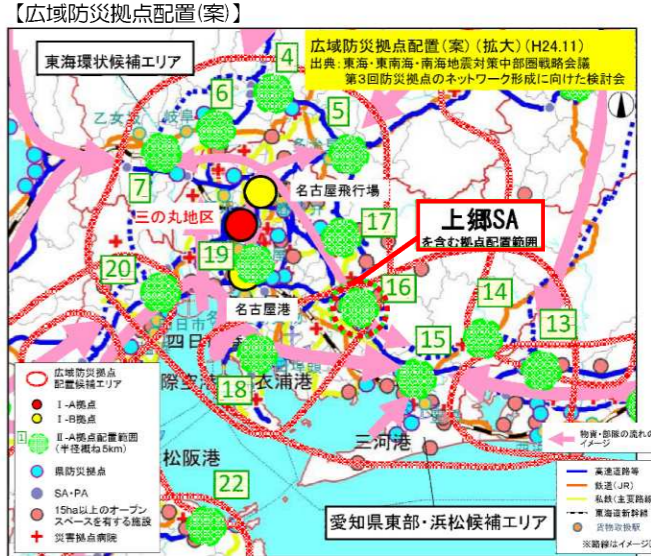 【広域防災拠点配置(案)】
広域防災拠点配置(案)(拡大)(H24.11)
出典:東海・東南海・南海地震対策中部圏戦略会議
第3回防災拠点のネットワーク形成に向けた検討会
東海環状候補エリア
4
6
5
乙女坂
岐阜
7
名古屋飛行場
三の丸地区
17
上郷SA
を含む拠点配置範囲
19
20
16
14
13
名古屋港
15
四日市
四日
18
衣浦港
三河港
松阪港
22
愛知県東部・浜松候補エリア
広域防災拠点
配置候補エリア
Ⅰ-A拠点
Ⅰ-B拠点
1
Ⅱ-A拠点配置範囲
(半径概ね5km)
県防災拠点
SA・PA
15ha以上のオープン
スペースを有する施設
災害拠点病院
物資・部隊の流れの
イメージ
高速道路等
鉄道(JR)
私鉄(主要路線
東海道新幹線
貨物取扱駅
※路線はイメージ